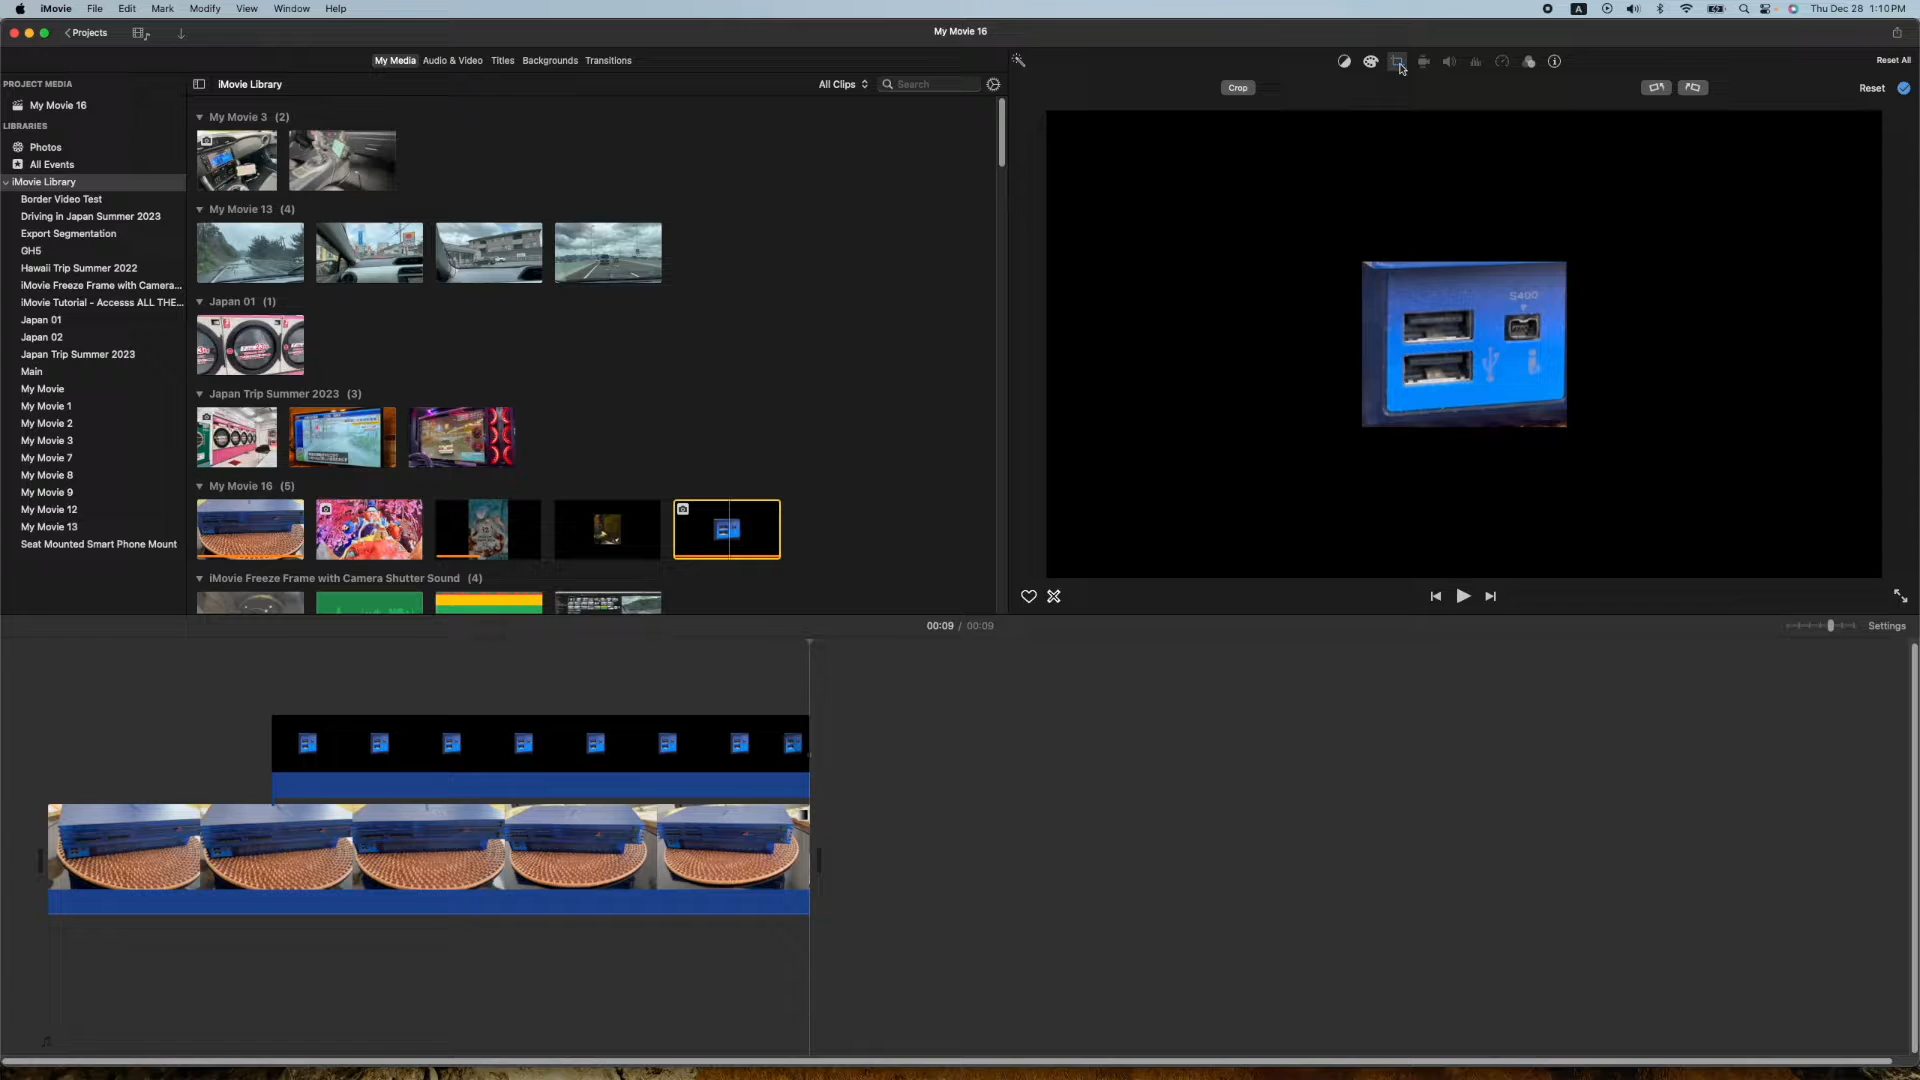 iMovie File Edit Mark Modify View Window Help
A Thu Dec 28 1:10 PM
Projects
My Movie 16
My Media Audio & Video Titles Backgrounds Transitions
Reset All
PROJECT MEDIA
My Movie 16
LIBRARIES
Photos
All Events
iMovie Library
Border Video Test
Driving in Japan Summer 2023
Export Segmentation
GH5
Hawaii Trip Summer 2022
iMovie Freeze Frame with Camera...
iMovie Tutorial - Accesss ALL THE...
Japan 01
Japan 02
Japan Trip Summer 2023
Main
My Movie
My Movie 1
My Movie 2
My Movie 3
My Movie 7
My Movie 8
My Movie 9
My Movie 12
My Movie 13
Seat Mounted Smart Phone Mount
iMovie Library
All Clips
Search
My Movie 3 (2)
My Movie 13 (4)
Japan 01 (1)
Japan Trip Summer 2023 (3)
My Movie 16 (5)
iMovie Freeze Frame with Camera Shutter Sound (4)
Crop
Reset
S400
00:09 / 00:09
Settings